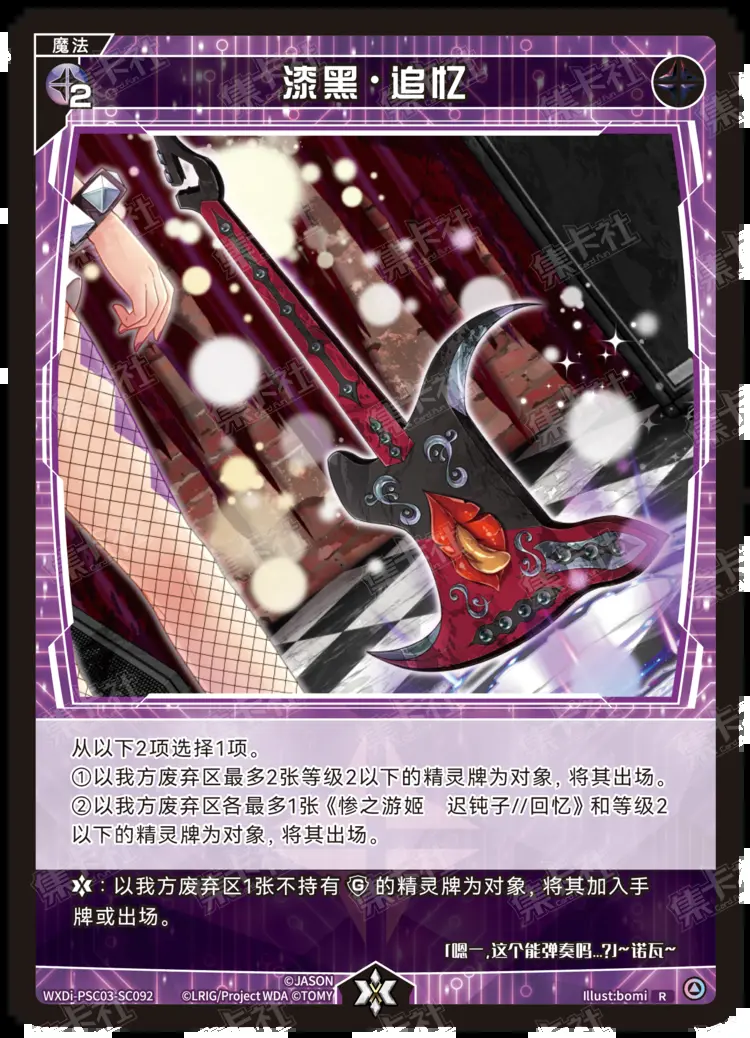 魔法
2
漆黑·追忆
从以下2项选择1项。
①以我方废弃区最多2张等级2以下的精灵牌为对象，将其出场。
②以我方废弃区各最多1张《惨之游姬　迟钝子//回忆》和等级2
以下的精灵牌为对象，将其出场。
：以我方废弃区1张不持有 G 的精灵牌为对象，将其加入手
牌或出场。
「嗯—,这个能弹奏吗...?」~诺瓦~
©JASON
WXDi-PSC03-SC092 ©LRIG/Project WDA ©TOMY Illust:bomi R
集卡社